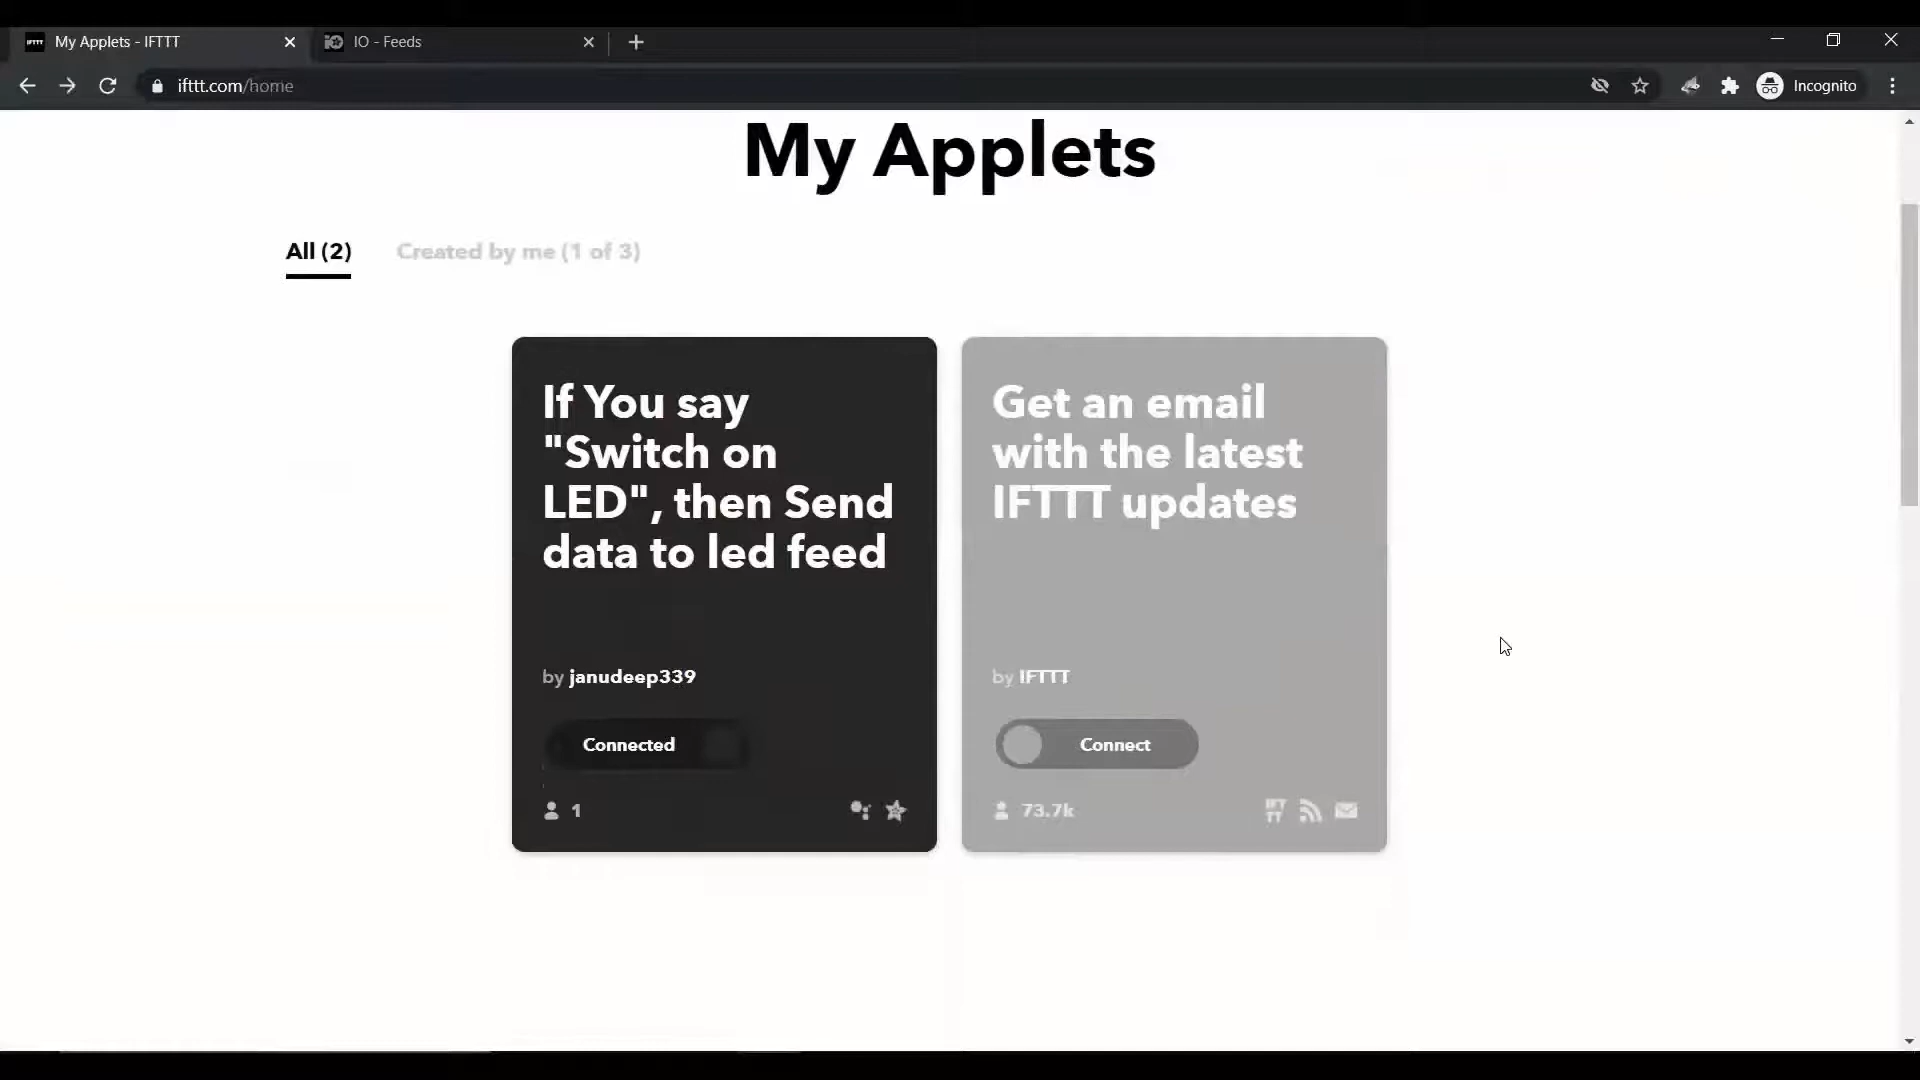 My Applets - IFTTT
IO - Feeds
ifttt.com/home
Incognito
My Applets
All (2)
Created by me (1 of 3)
If You say
"Switch on
LED", then Send
data to led feed
by janudeep339
Connected
1
Get an email
with the latest
IFTTT updates
by IFTTT
Connect
73.7k